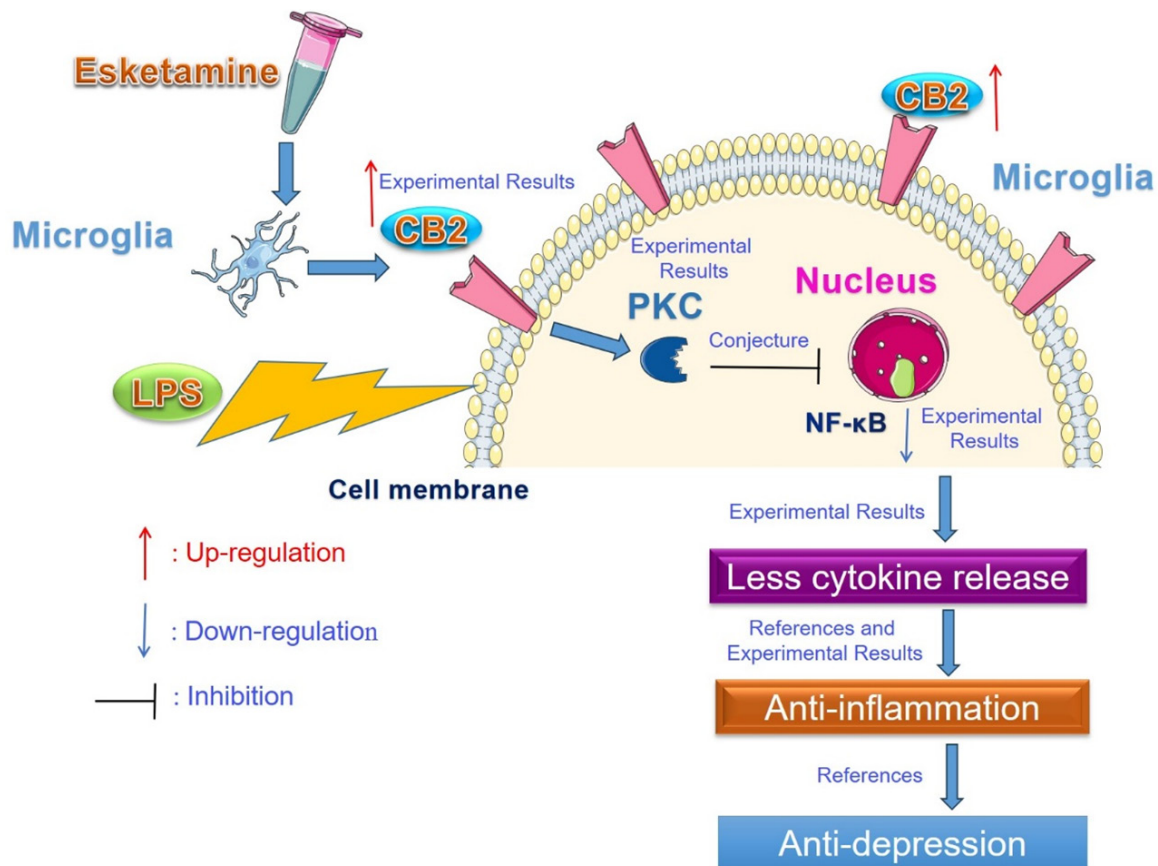 Esketamine
CB2
Microglia
Experimental Results
CB2
Microglia
Experimental
Results
PKC
Nucleus
Conjecture
LPS
NF-κB
Experimental
Results
Cell membrane
Experimental Results
: Up-regulation
Less cytokine release
: Down-regulation
References and
Experimental Results
: Inhibition
Anti-inflammation
References
Anti-depression